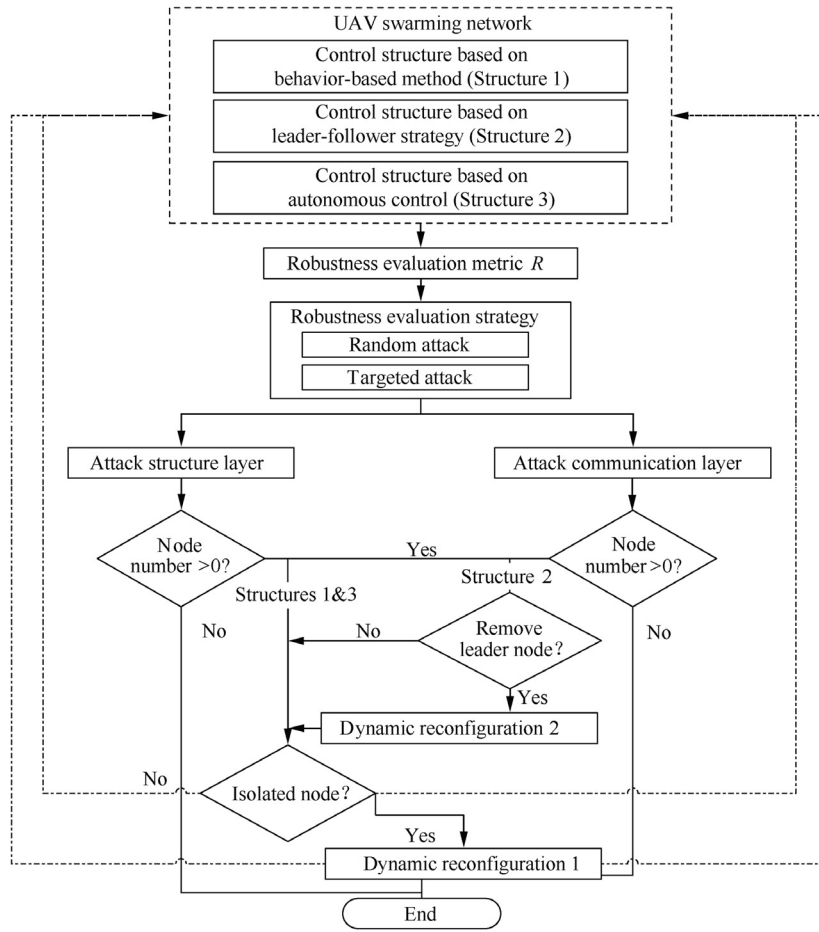 UAV swarming network
Control structure based on
behavior-based method (Structure 1)
Control structure based on
leader-follower strategy (Structure 2)
Control structure based on
autonomous control (Structure 3)
Robustness evaluation metric R
Robustness evaluation strategy
Random attack
Targeted attack
Attack structure layer
Attack communication layer
Node
number >0?
Yes
Node
number >0?
Structures 1&3
Structure 2
No
No
Remove
leader node?
No
Yes
Dynamic reconfiguration 2
No
Isolated node?
Yes
Dynamic reconfiguration 1
End